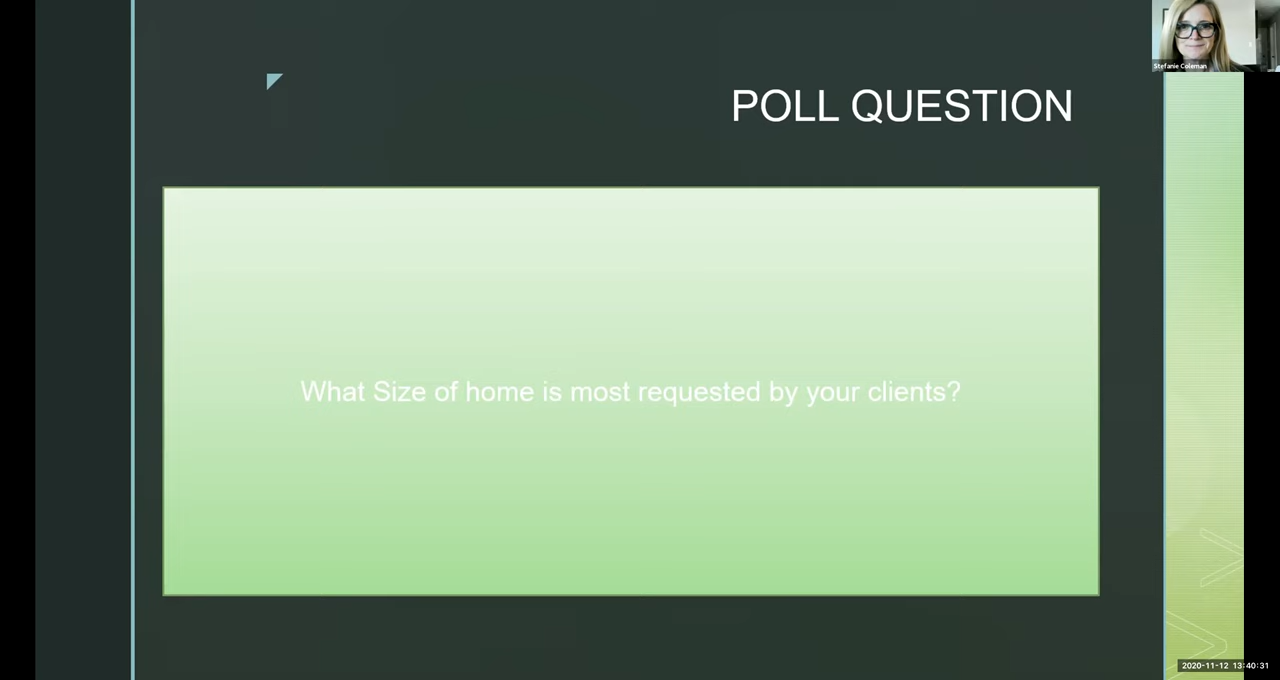 POLL QUESTION
Stefanie Coleman
What Size of home is most requested by your clients?
2020-11-12 13:40:31